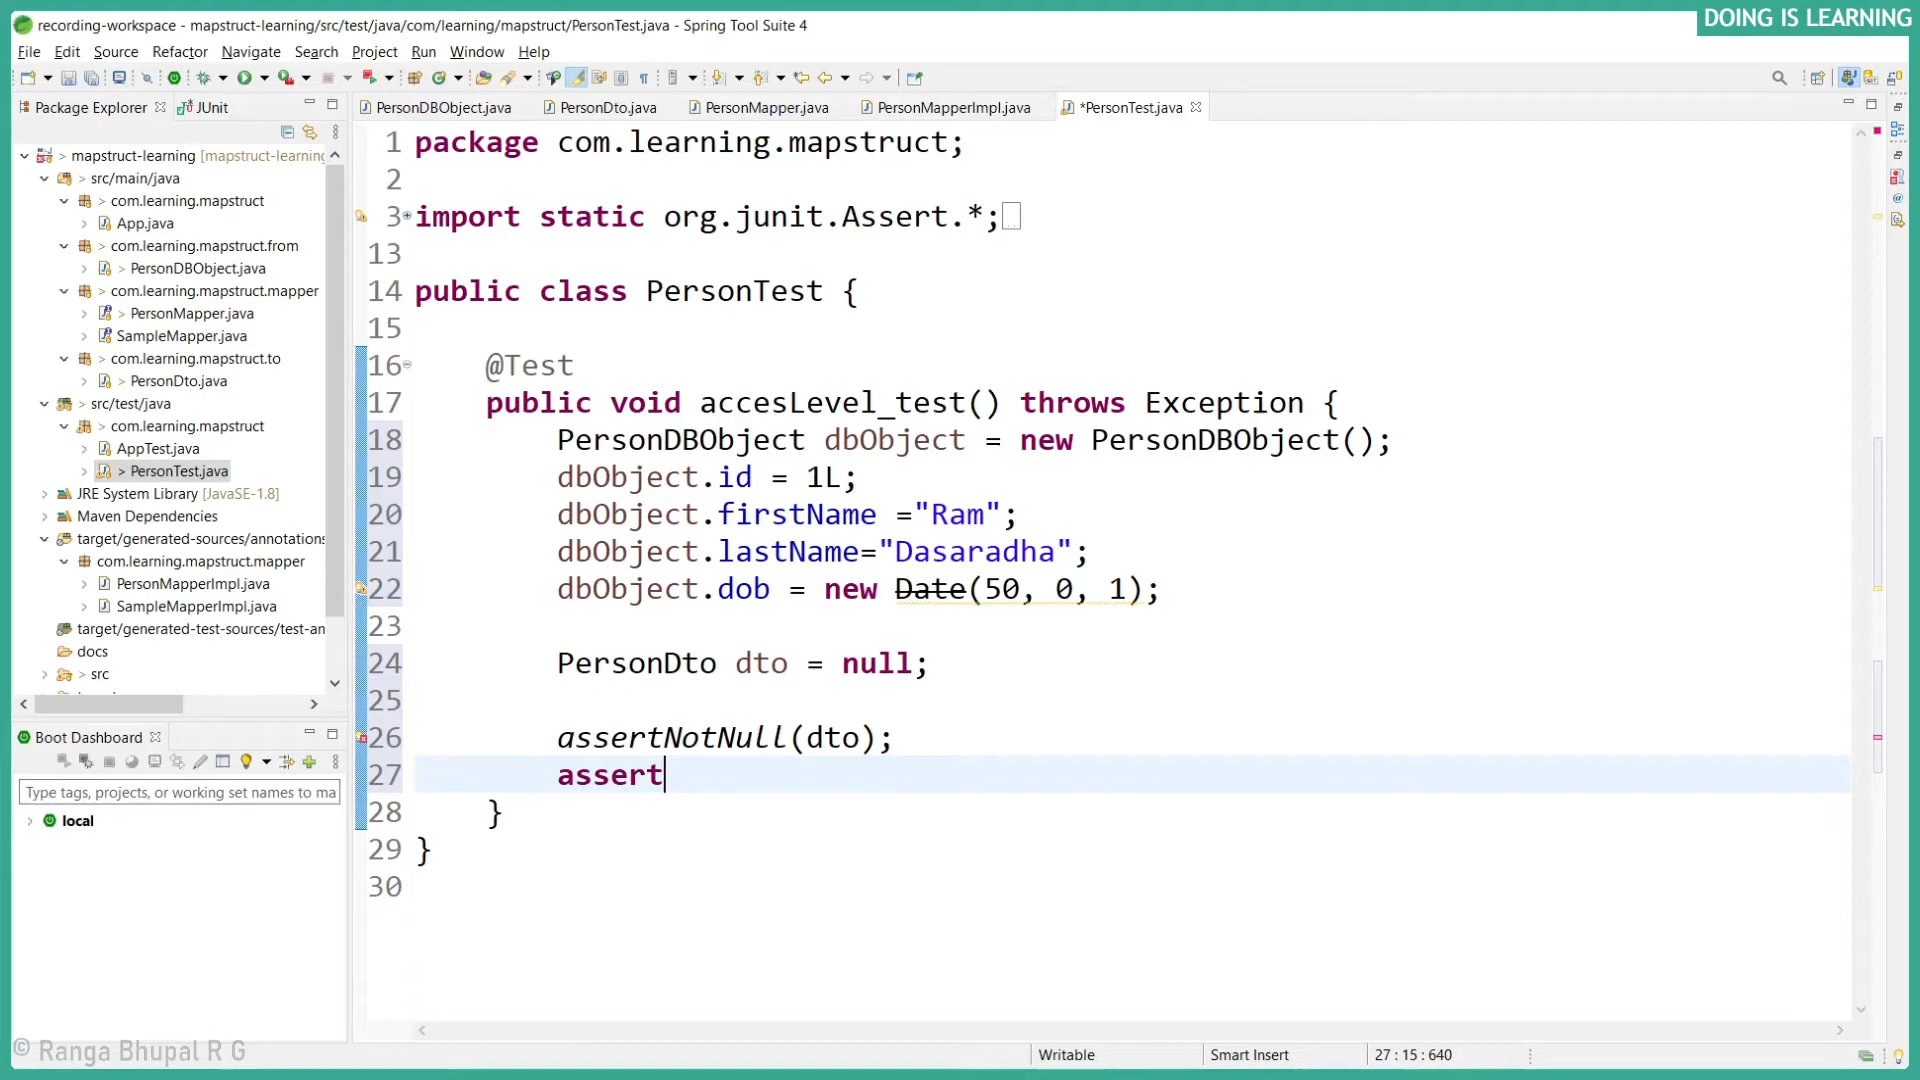 DOING IS LEARNING
recording-workspace - mapstruct-learning/src/test/java/com/learning/mapstruct/PersonTest.java - Spring Tool Suite 4
File Edit Source Refactor Navigate Search Project Run Window Help
Package Explorer JUnit
PersonDBObject.java PersonDto.java PersonMapper.java PersonMapperImpl.java *PersonTest.java
> mapstruct-learning [mapstruct-learning
> src/main/java
> com.learning.mapstruct
App.java
> com.learning.mapstruct.from
> PersonDBObject.java
> com.learning.mapstruct.mapper
> PersonMapper.java
SampleMapper.java
> com.learning.mapstruct.to
> PersonDto.java
> src/test/java
> com.learning.mapstruct
AppTest.java
> PersonTest.java
JRE System Library [JavaSE-1.8]
Maven Dependencies
target/generated-sources/annotations
com.learning.mapstruct.mapper
PersonMapperImpl.java
SampleMapperImpl.java
target/generated-test-sources/test-an
docs
> src
Boot Dashboard
Type tags, projects, or working set names to ma
local
1 package com.learning.mapstruct;
2
3 import static org.junit.Assert.*;
13
14 public class PersonTest {
15
16 @Test
17 public void accesLevel_test() throws Exception {
18 PersonDBObject dbObject = new PersonDBObject();
19 dbObject.id = 1L;
20 dbObject.firstName ="Ram";
21 dbObject.lastName="Dasaradha";
22 dbObject.dob = new Date(50, 0, 1);
23
24 PersonDto dto = null;
25
26 assertNotNull(dto);
27 assert
28 }
29 }
30
© Ranga Bhupal R G
Writable Smart Insert 27 : 15 : 640